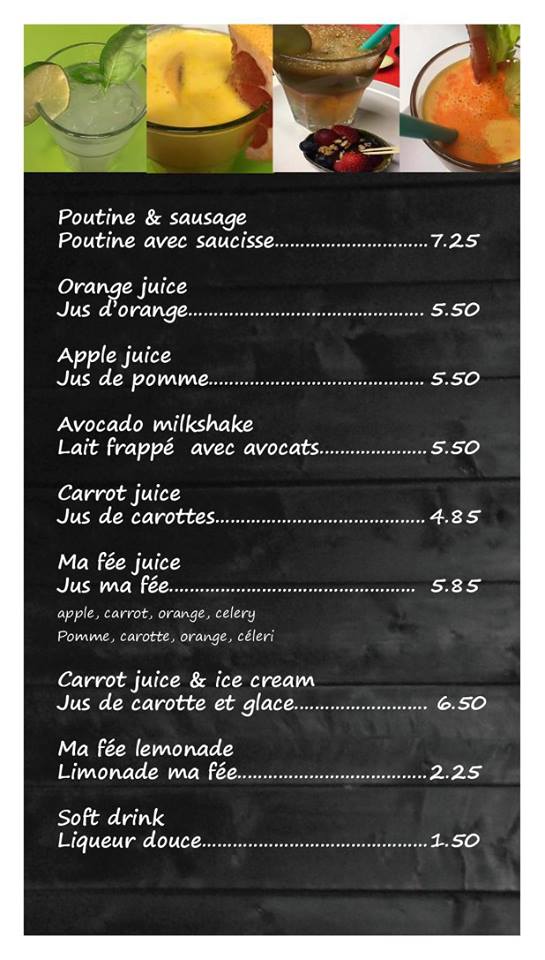 Poutine & sausage
Poutine avec saucisse..............................7.25
Orange juice
Jus d'orange.............................................. 5.50
Apple juice
Jus de pomme.......................................... 5.50
Avocado milkshake
Lait frappé avec avocats..................... 5.50
Carrot juice
Jus de carottes.........................................4.85
Ma fée juice
Jus ma fée................................................ 5.85
apple, carrot, orange, celery
Pomme, carotte, orange, céleri
Carrot juice & ice cream
Jus de carotte et glace.......................... 6.50
Ma fée lemonade
Limonade ma fée.....................................2.25
Soft drink
Liqueur douce............................................1.50